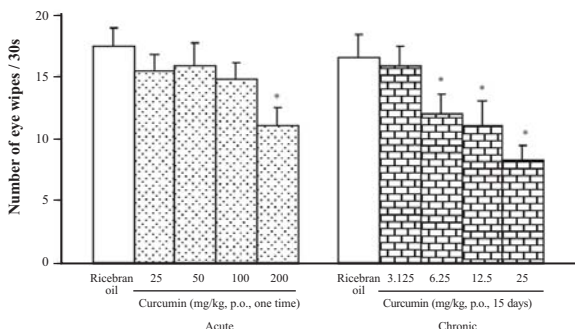 Number of eye wipes / 30s
20
15
10
5
0
*
* * *
Ricebran oil 25 50 100 200
Curcumin (mg/kg, p.o., one time)
Acute
Ricebran oil 3.125 6.25 12.5 25
Curcumin (mg/kg, p.o., 15 days)
Chronic